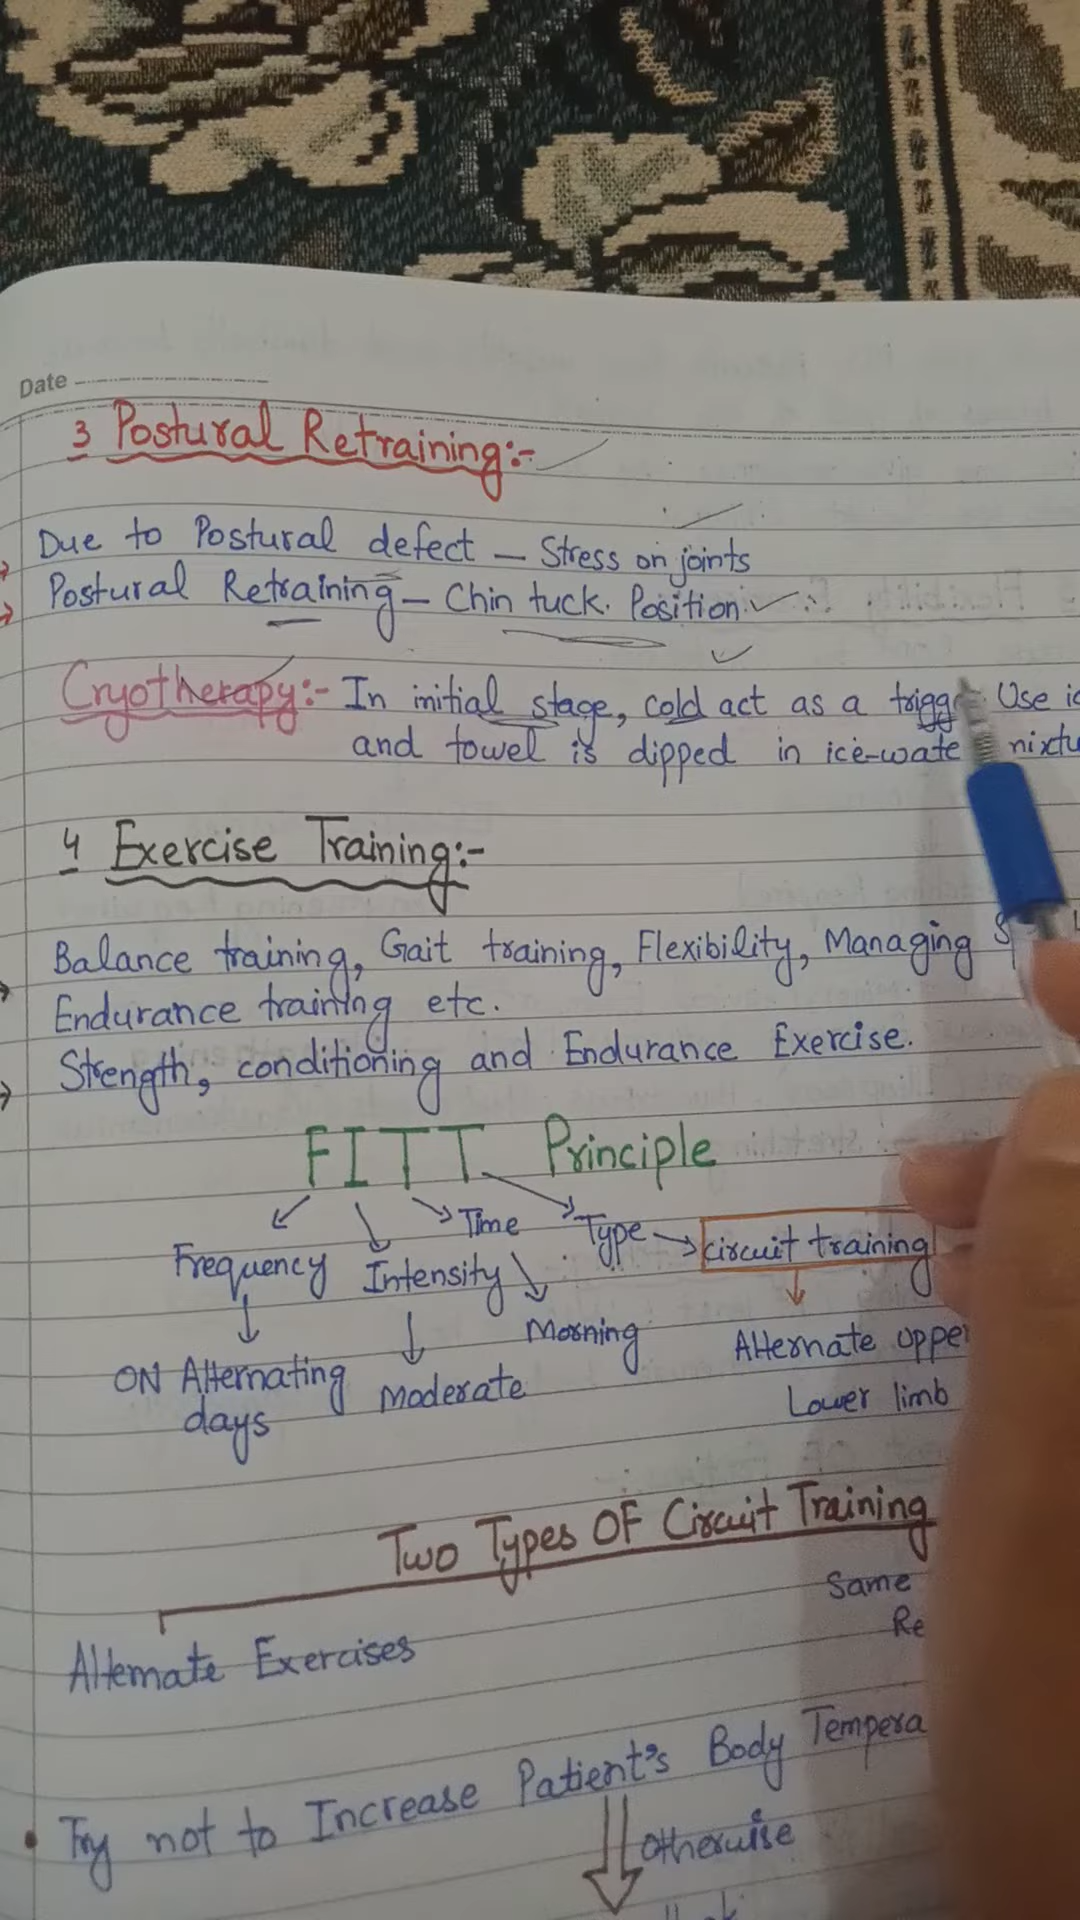 Date
3 Postural Retraining:-
Due to Postural defect - Stress on joints
Postural Retraining - Chin tuck Position
Cryotherapy:- In initial stage, cold act as a Use
and towel is dipped in ice-wate
4 Exercise Training:-
Balance training, Gait training, Flexibility, Managing
Endurance training etc.
Strength, conditioning and Endurance Exercise.
FITT Principle
Frequency Intensity Time Type → circuit training
ON Alternating days
Moderate
Morning
Alternate uppe
Lower limb
Two Types OF Circuit Training
Alternate Exercises
Same
Re
• Try not to Increase Patient's Body Tempera
otherwise